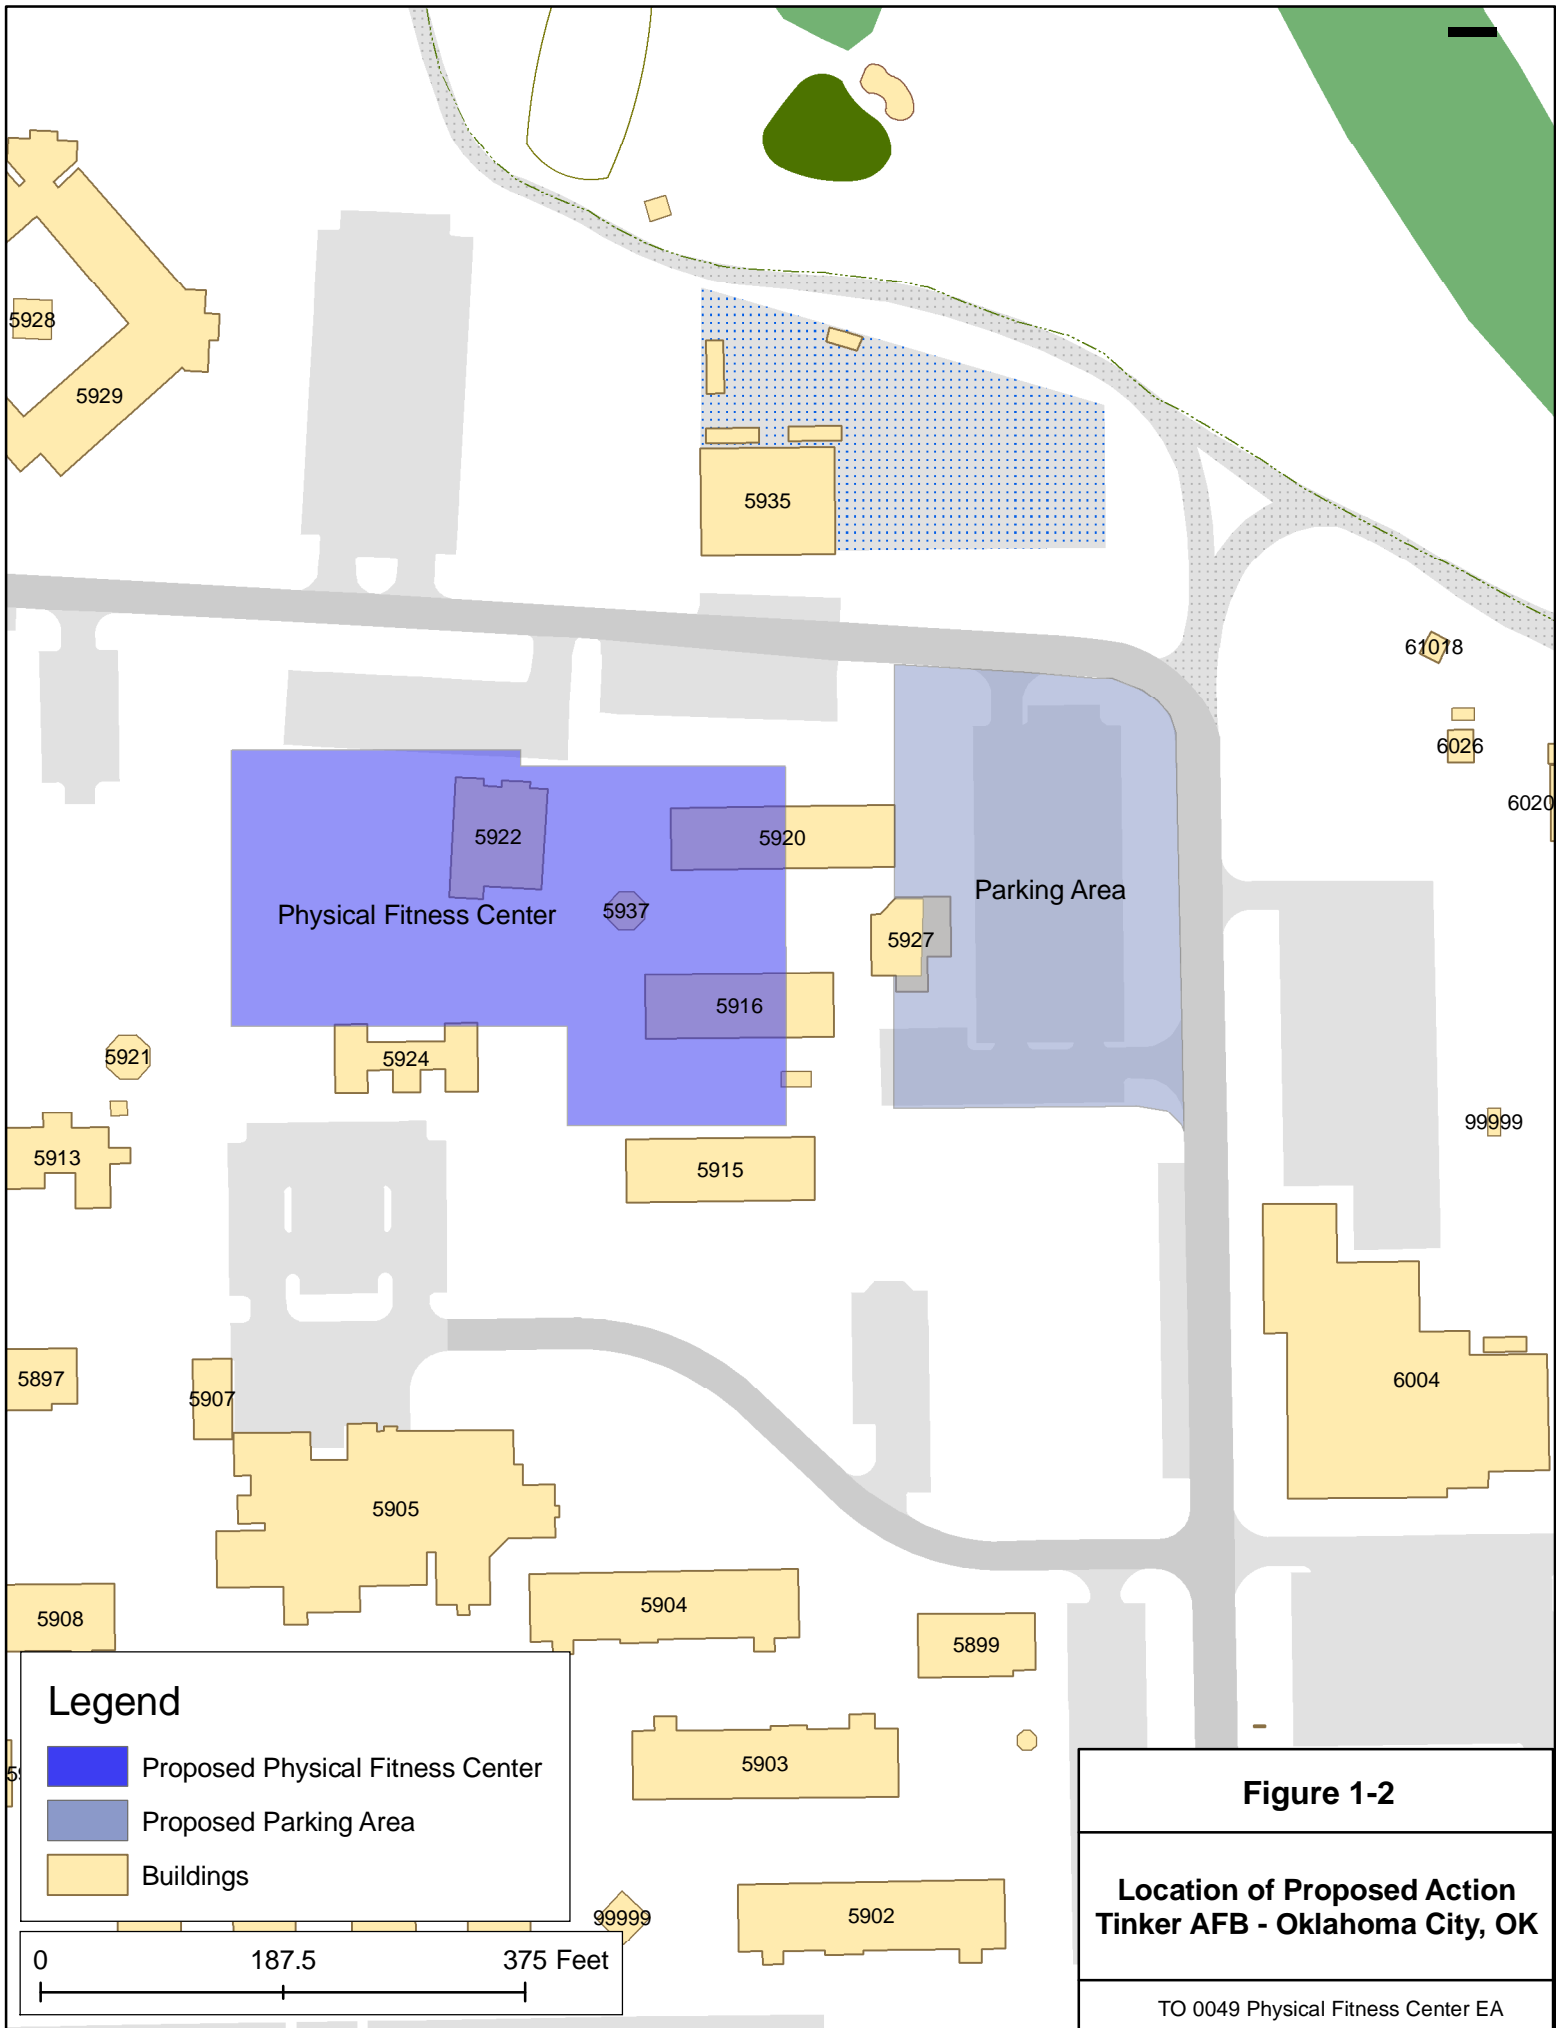 5928
5929
5935
61018
6026
6020
5922
5920
Parking Area
Physical Fitness Center
5937
5927
5916
5921
5924
99999
5913
5915
5897
5907
6004
5905
5908
5904
5899
Legend
Proposed Physical Fitness Center
Proposed Parking Area
Buildings
5903
99999
5902
0 187.5 375 Feet
Figure 1-2
Location of Proposed Action
Tinker AFB - Oklahoma City, OK
TO 0049 Physical Fitness Center EA